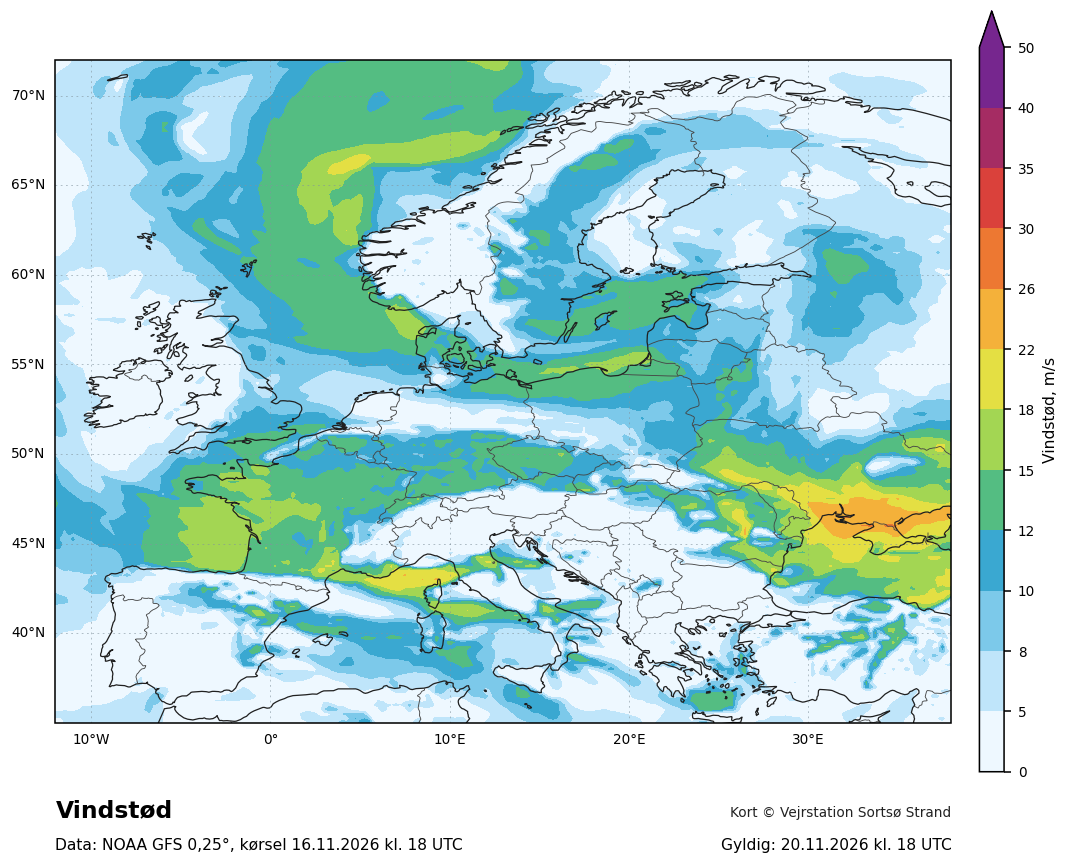 50
40
35
30
26
22
18
15
12
10
8
5
0
Vindstød, m/s
70°N
65°N
60°N
55°N
50°N
45°N
40°N
10°W
0°
10°E
20°E
30°E
Vindstød
Kort © Vejrstation Sortsø Strand
Data: NOAA GFS 0,25°, kørsel 16.11.2026 kl. 18 UTC
Gyldig: 20.11.2026 kl. 18 UTC